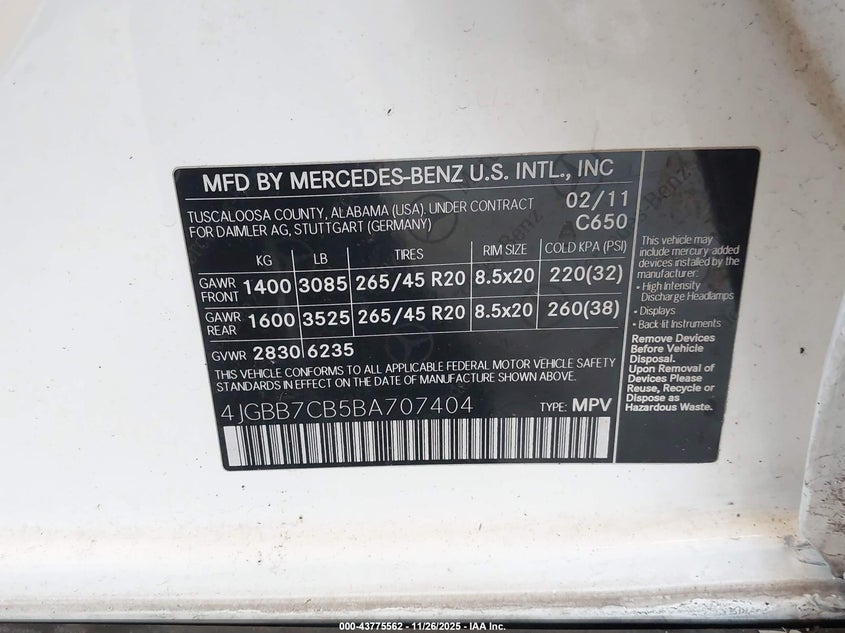 MFD BY MERCEDES-BENZ U.S. INTL., INC
TUSCALOOSA COUNTY, ALABAMA (USA). UNDER CONTRACT 02/11
FOR DAIMLER AG, STUTTGART (GERMANY) C650
KG LB TIRES RIM SIZE COLD KPA (PSI)
GAWR FRONT 1400 3085 265/45 R20 8.5x20 220(32)
GAWR REAR 1600 3525 265/45 R20 8.5x20 260(38)
GVWR 2830 6235
THIS VEHICLE CONFORMS TO ALL APPLICABLE FEDERAL MOTOR VEHICLE SAFETY
STANDARDS IN EFFECT ON THE DATE OF MANUFACTURE SHOWN ABOVE.
4JGBB7CB5BA707404 TYPE: MPV
This vehicle may
include mercury-added
devices installed by the
manufacturer:
• High Intensity
Discharge Headlamps
• Displays
• Back-lit Instruments
Remove Devices
Before Vehicle
Disposal.
Upon Removal of
Devices Please
Reuse, Recycle or
Dispose as
Hazardous Waste.
000-43775562 - 11/26/2025 - IAA Inc.